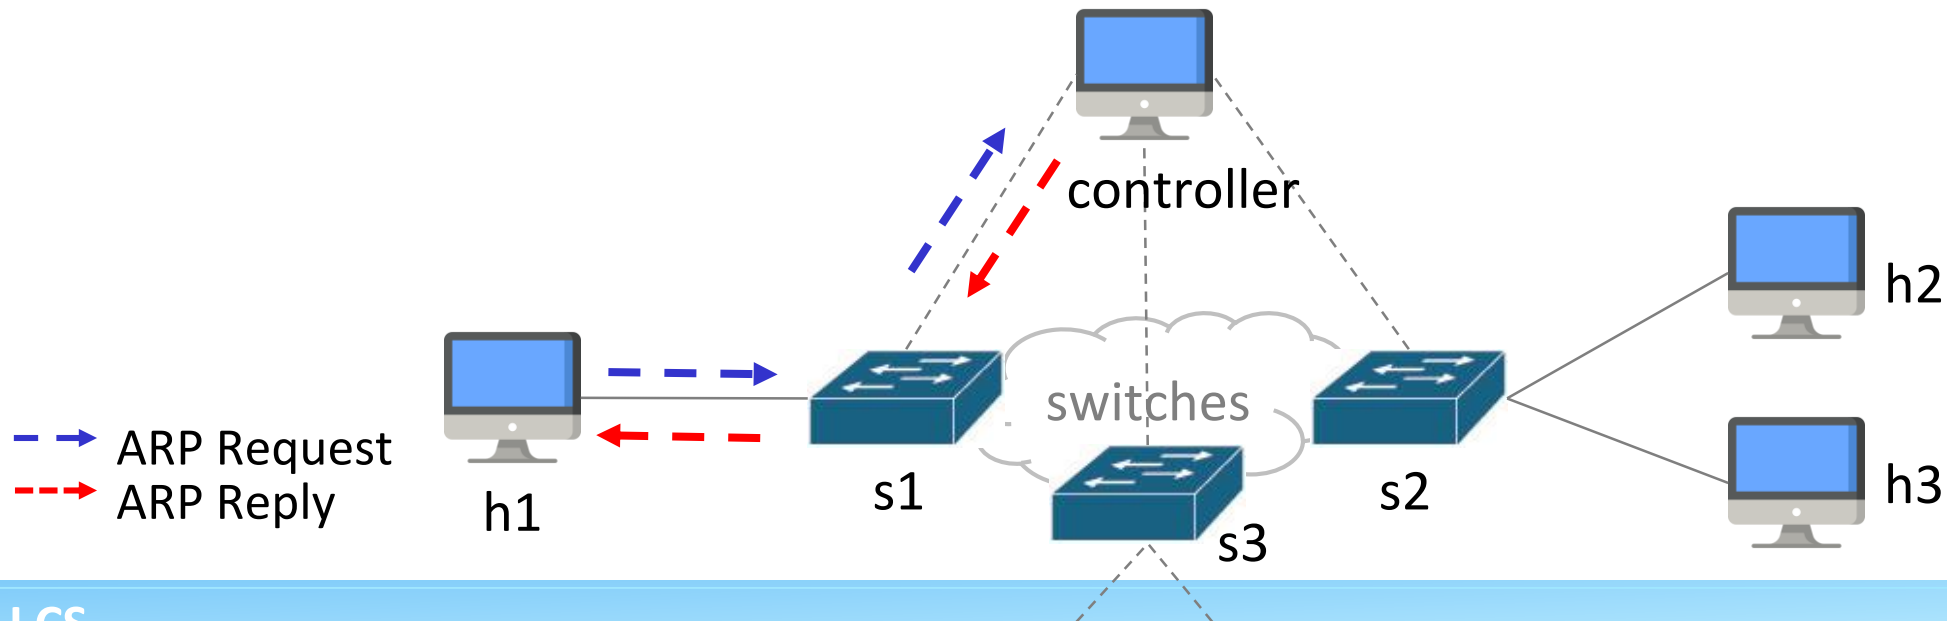 controller
h2
switches
ARP Request
ARP Reply
h1
s1
s2
h3
s3